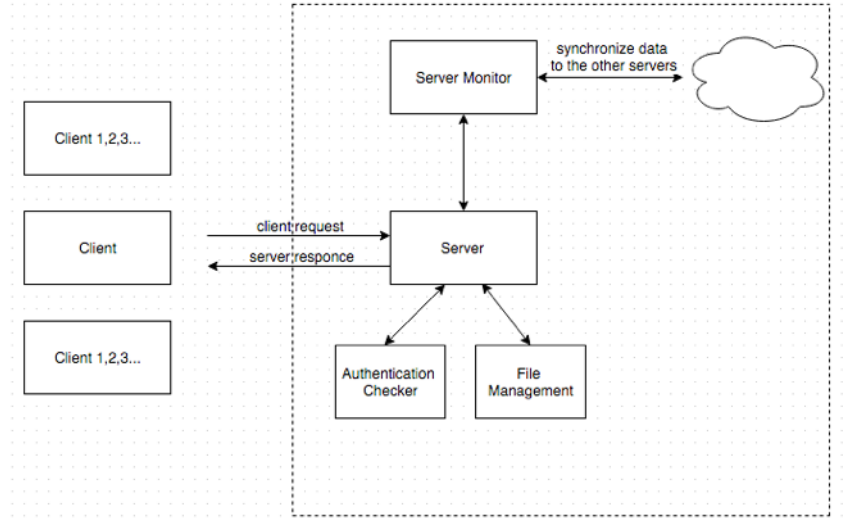 synchronize data
to the other servers
Server Monitor
Client 1,2,3...
Client
client request
server responce
Server
Client 1,2,3...
Authentication
Checker
File
Management